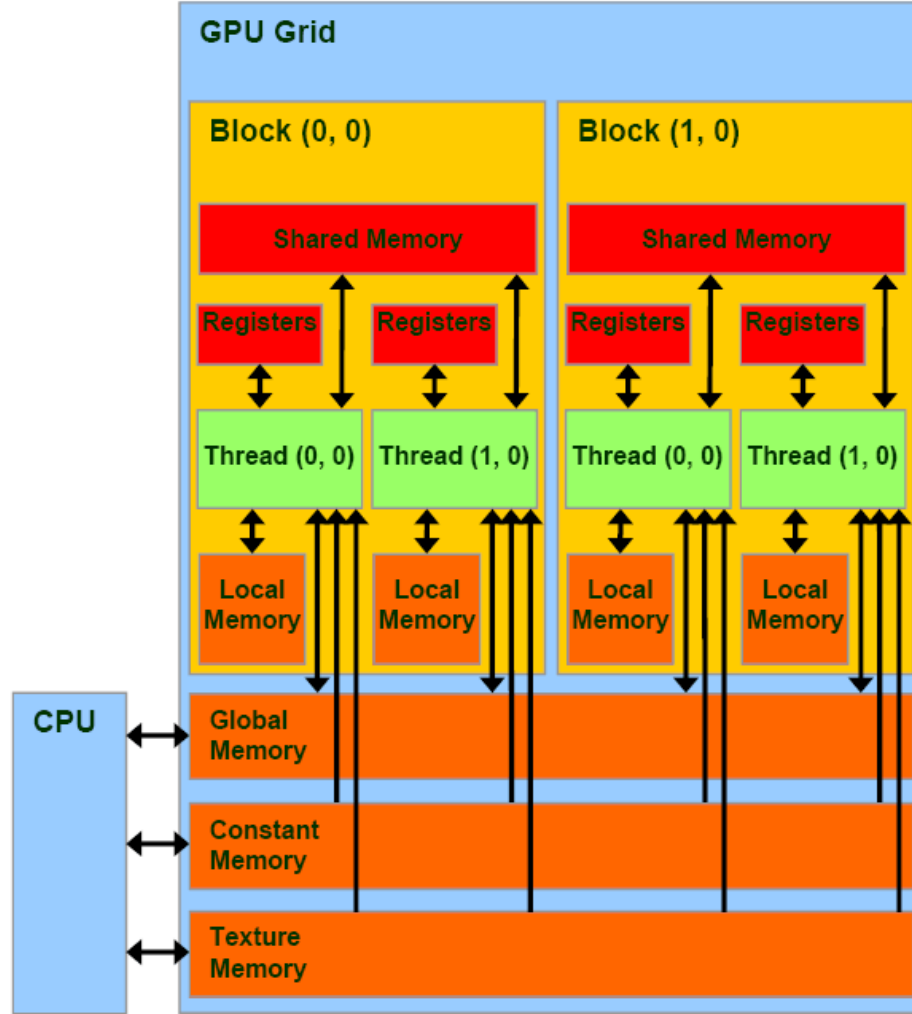 GPU Grid
Block (0, 0)
Block (1, 0)
Shared Memory
Shared Memory
Registers
Registers
Registers
Registers
Thread (0, 0)
Thread (1, 0)
Thread (0, 0)
Thread (1, 0)
Local
Memory
Local
Memory
Local
Memory
Local
Memory
CPU
Global
Memory
Constant
Memory
Texture
Memory